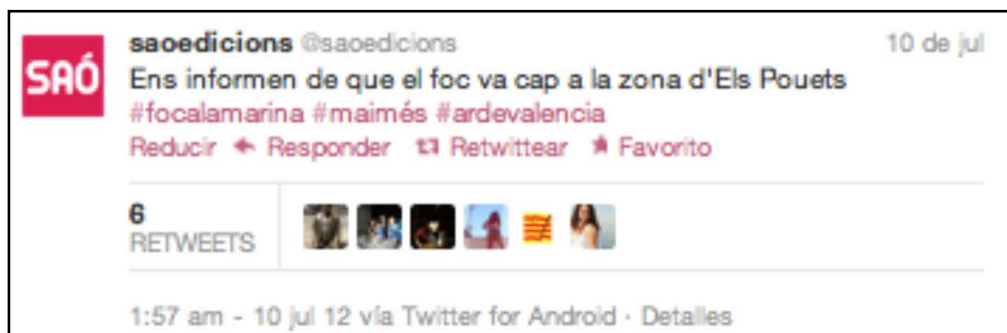 SAÓ
saoedicions @saoedicions 10 de jul
Ens informen de que el foc va cap a la zona d'Els Pouets
#focalamarina #maimés #ardevalencia
Reducir Responder Retwittear Favorito
6
RETWEETS
1:57 am - 10 jul 12 vía Twitter for Android · Detalles